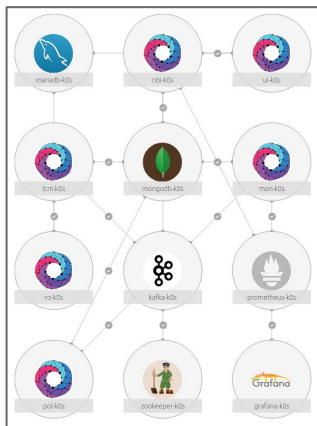 mariadb-k8s
nbi-k8s
ui-k8s
lcm-k8s
mongodb-k8s
mon-k8s
ro-k8s
kafka-k8s
prometheus-k8s
pol-k8s
zookeeper-k8s
Grafana
grafana-k8s